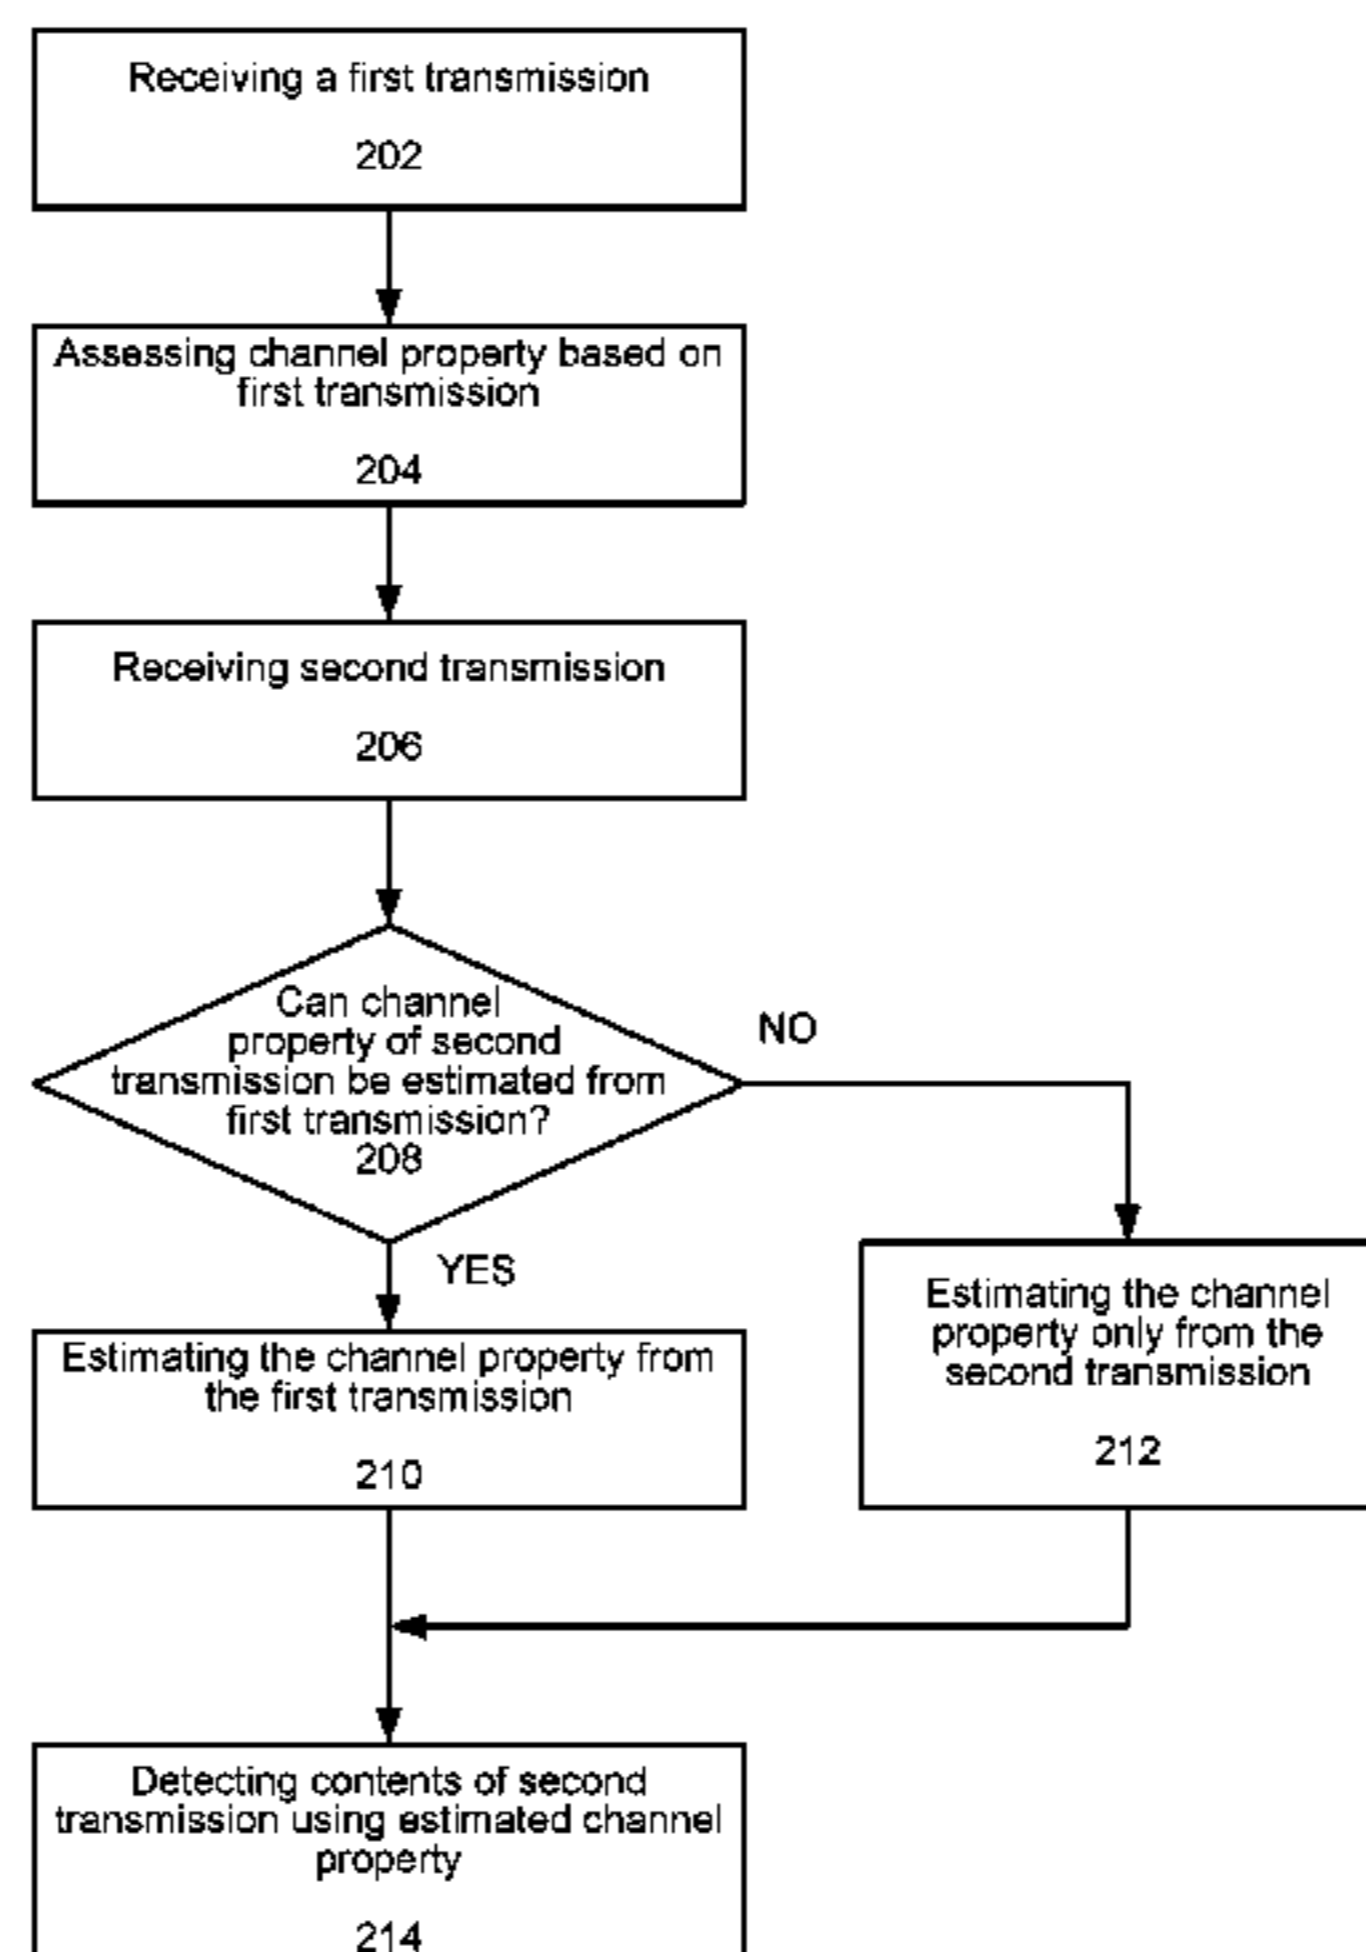 Receiving a first transmission
202
Assessing channel property based on
first transmission
204
Receiving second transmission
206
Can channel
property of second
transmission be estimated from
first transmission?
208
NO
YES
Estimating the channel property from
the first transmission
210
Estimating the channel
property only from the
second transmission
212
Detecting contents of second
transmission using estimated channel
property
214